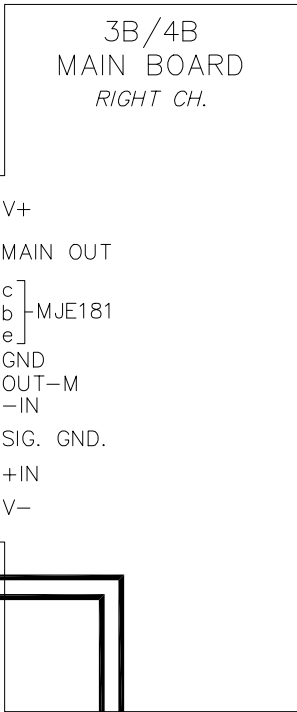 3B/4B
MAIN BOARD
RIGHT CH.
V+
MAIN OUT
c
b MJE181
e
GND
OUT-M
-IN
SIG. GND.
+IN
V-